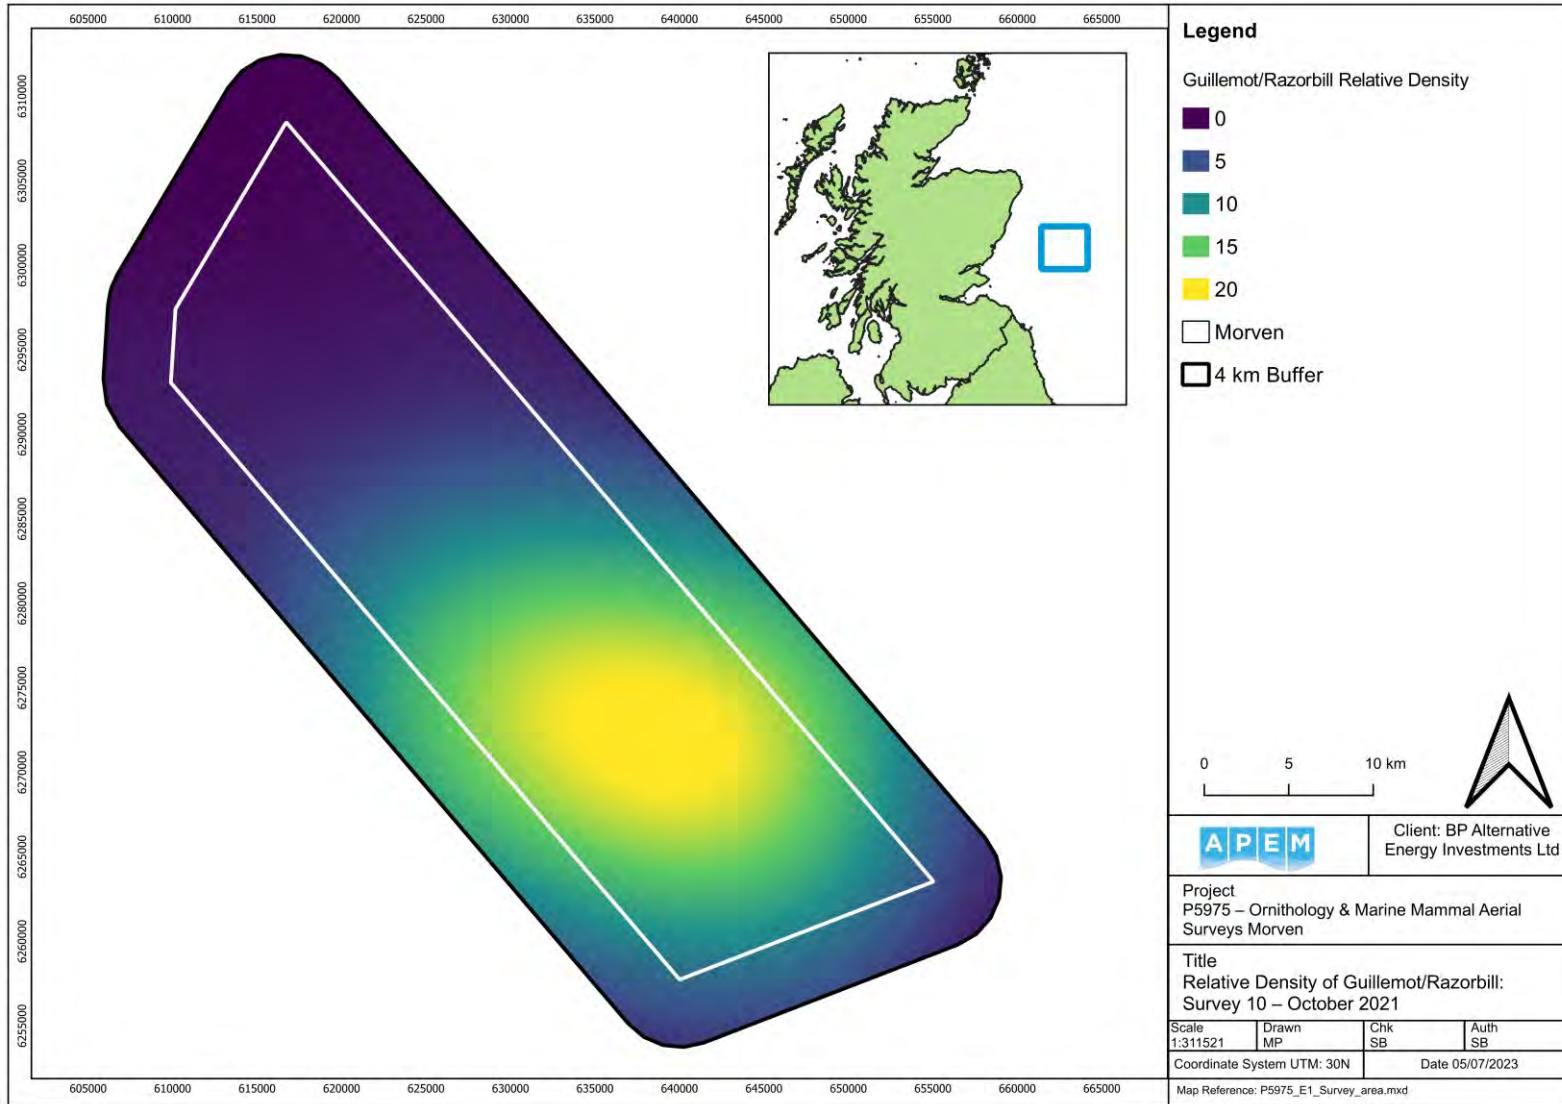 605000 610000 615000 620000 625000 630000 635000 640000 645000 650000 655000 660000 665000
6310000
6305000
6300000
6295000
6290000
6285000
6280000
6275000
6270000
6265000
6260000
6255000
605000 610000 615000 620000 625000 630000 635000 640000 645000 650000 655000 660000 665000
Legend
Guillemot/Razorbill Relative Density
0
5
10
15
20
Morven
4 km Buffer
0 5 10 km
APEM
Client: BP Alternative
Energy Investments Ltd
Project
P5975 – Ornithology & Marine Mammal Aerial
Surveys Morven
Title
Relative Density of Guillemot/Razorbill:
Survey 10 – October 2021
Scale Drawn Chk Auth
1:311521 MP SB SB
Coordinate System UTM: 30N Date 05/07/2023
Map Reference: P5975_E1_Survey_area.mxd